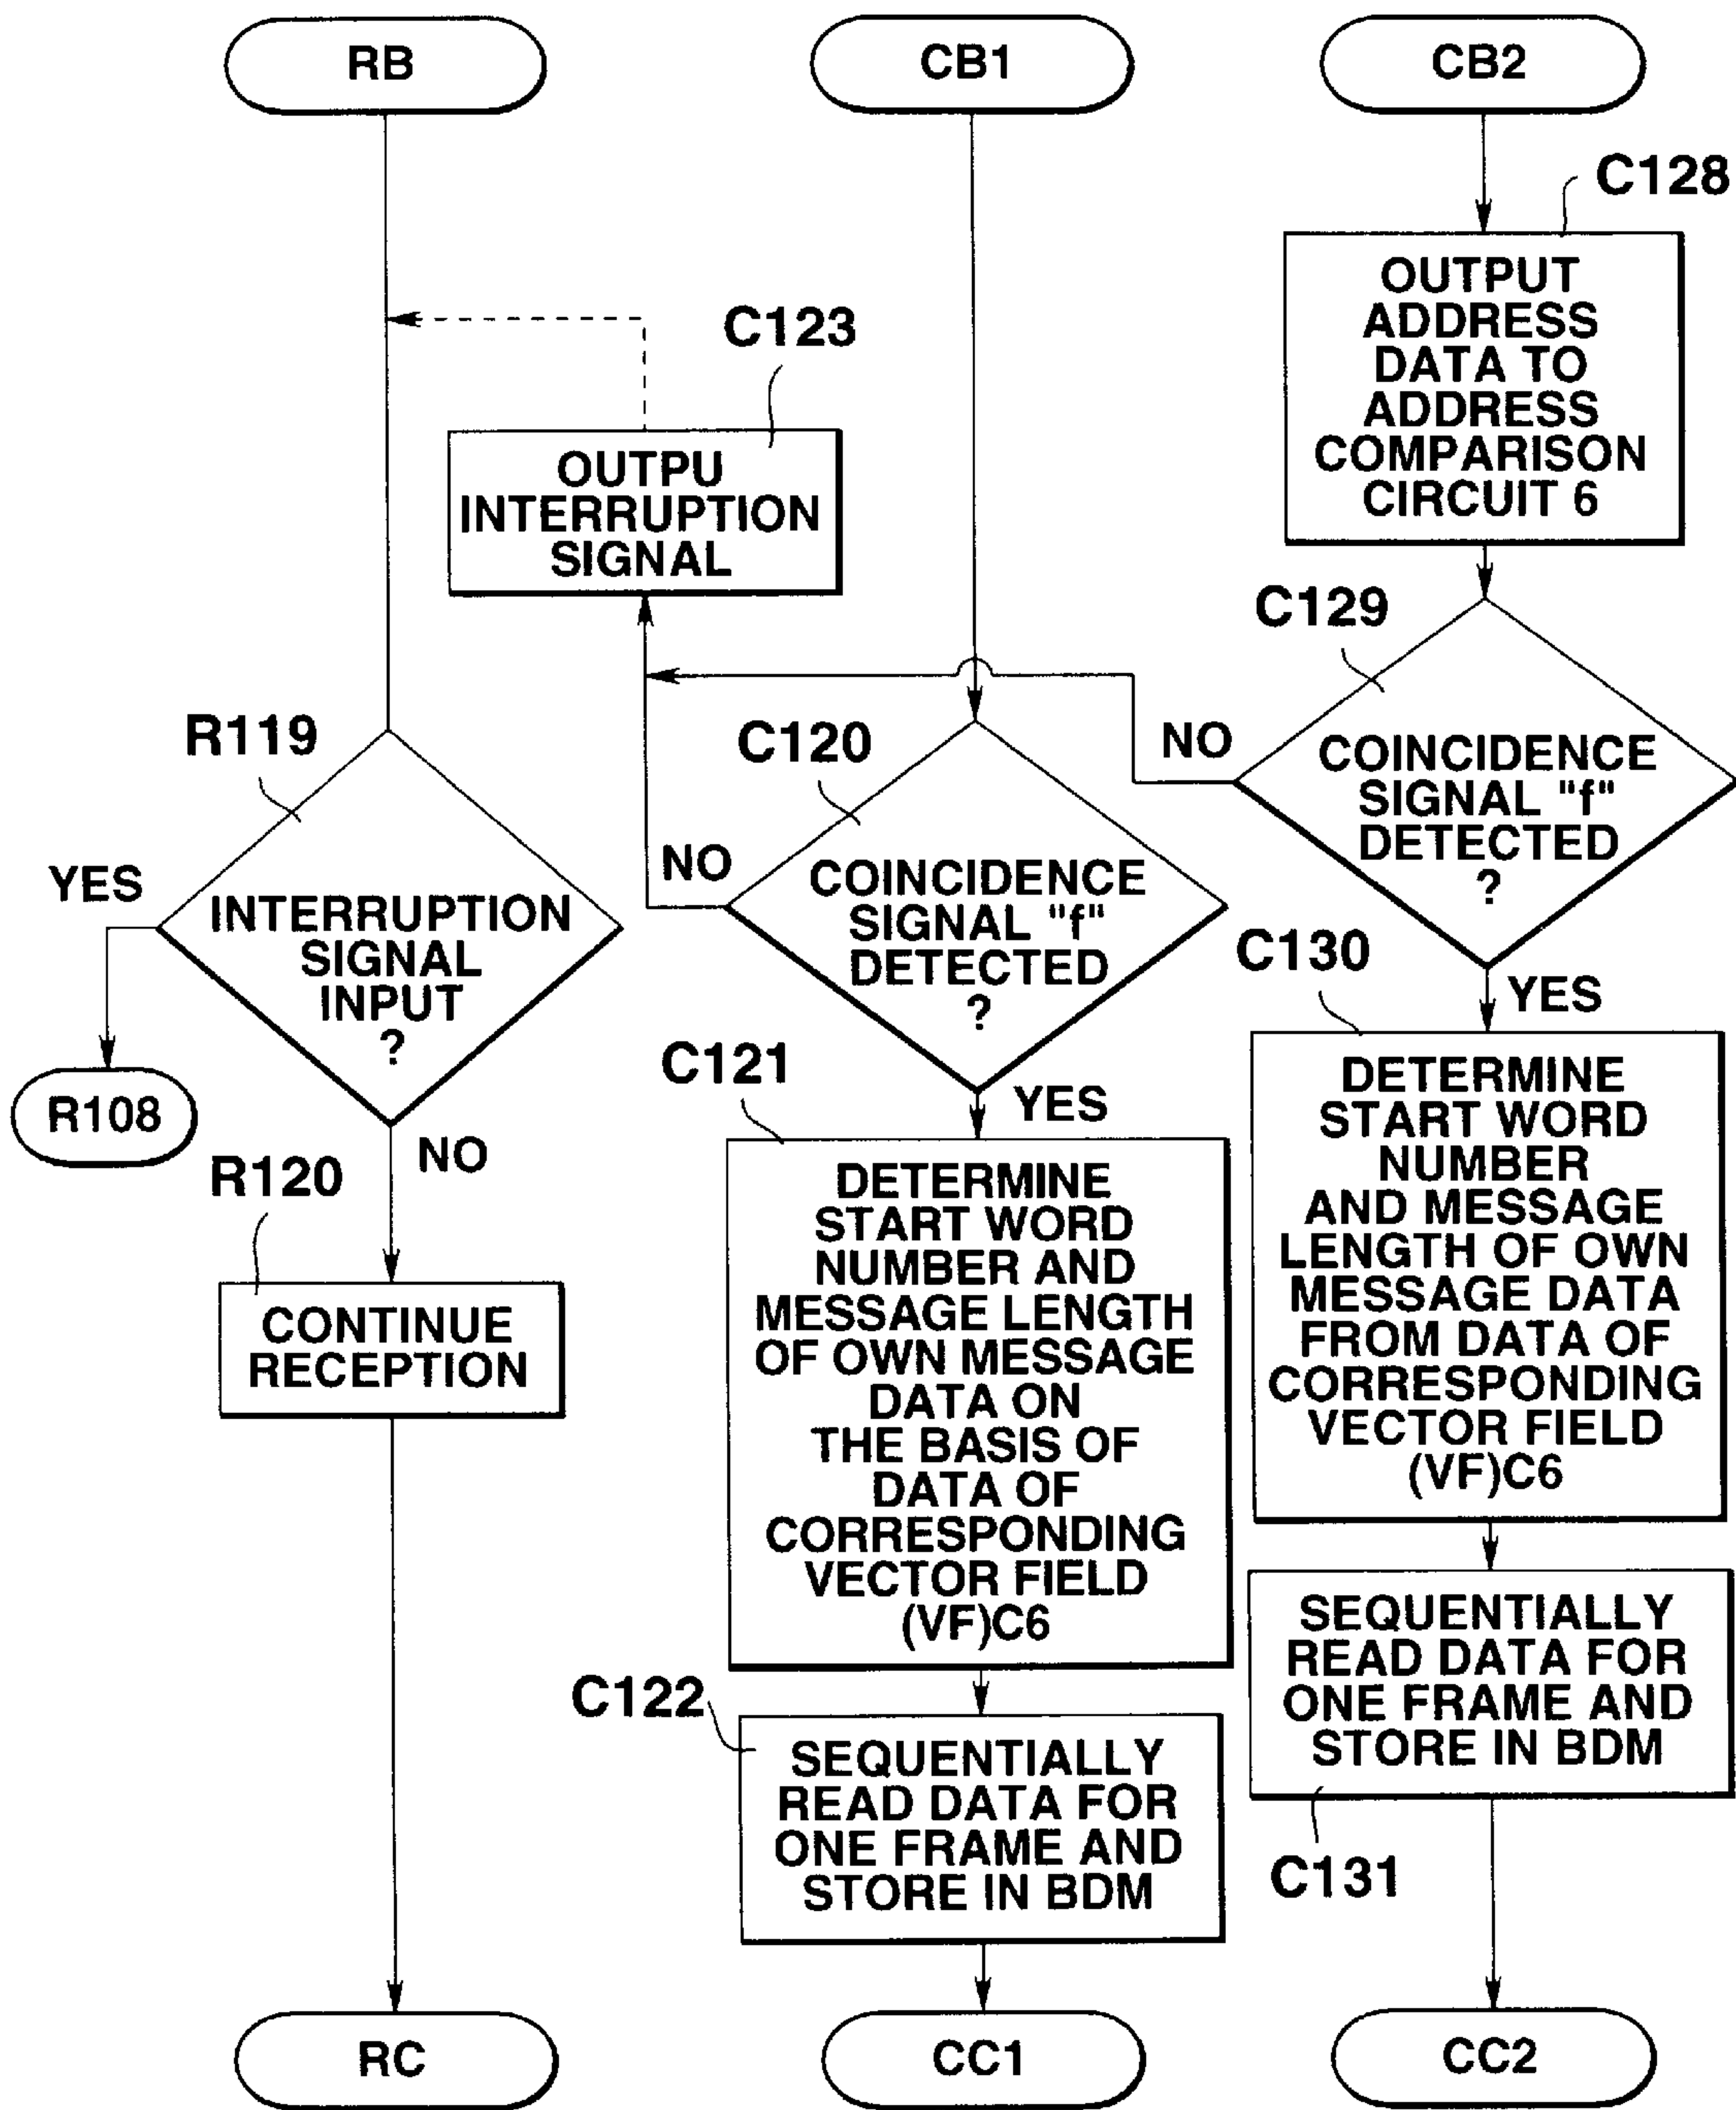 RB
CB1
CB2
C128
OUTPUT
ADDRESS
DATA TO
ADDRESS
COMPARISON
CIRCUIT 6
C123
OUTPU
INTERRUPTION
SIGNAL
C129
NO
COINCIDENCE
SIGNAL "f"
DETECTED
?
YES
R119
YES
INTERRUPTION
SIGNAL
INPUT
?
R108
NO
C120
NO
COINCIDENCE
SIGNAL "f"
DETECTED
?
YES
R120
CONTINUE
RECEPTION
C121
DETERMINE
START WORD
NUMBER AND
MESSAGE LENGTH
OF OWN MESSAGE
DATA ON
THE BASIS OF
DATA OF
CORRESPONDING
VECTOR FIELD
(VF)C6
C130
DETERMINE
START WORD
NUMBER
AND MESSAGE
LENGTH OF OWN
MESSAGE DATA
FROM DATA OF
CORRESPONDING
VECTOR FIELD
(VF)C6
C122
SEQUENTIALLY
READ DATA FOR
ONE FRAME AND
STORE IN BDM
SEQUENTIALLY
READ DATA FOR
ONE FRAME AND
STORE IN BDM
C131
RC
CC1
CC2